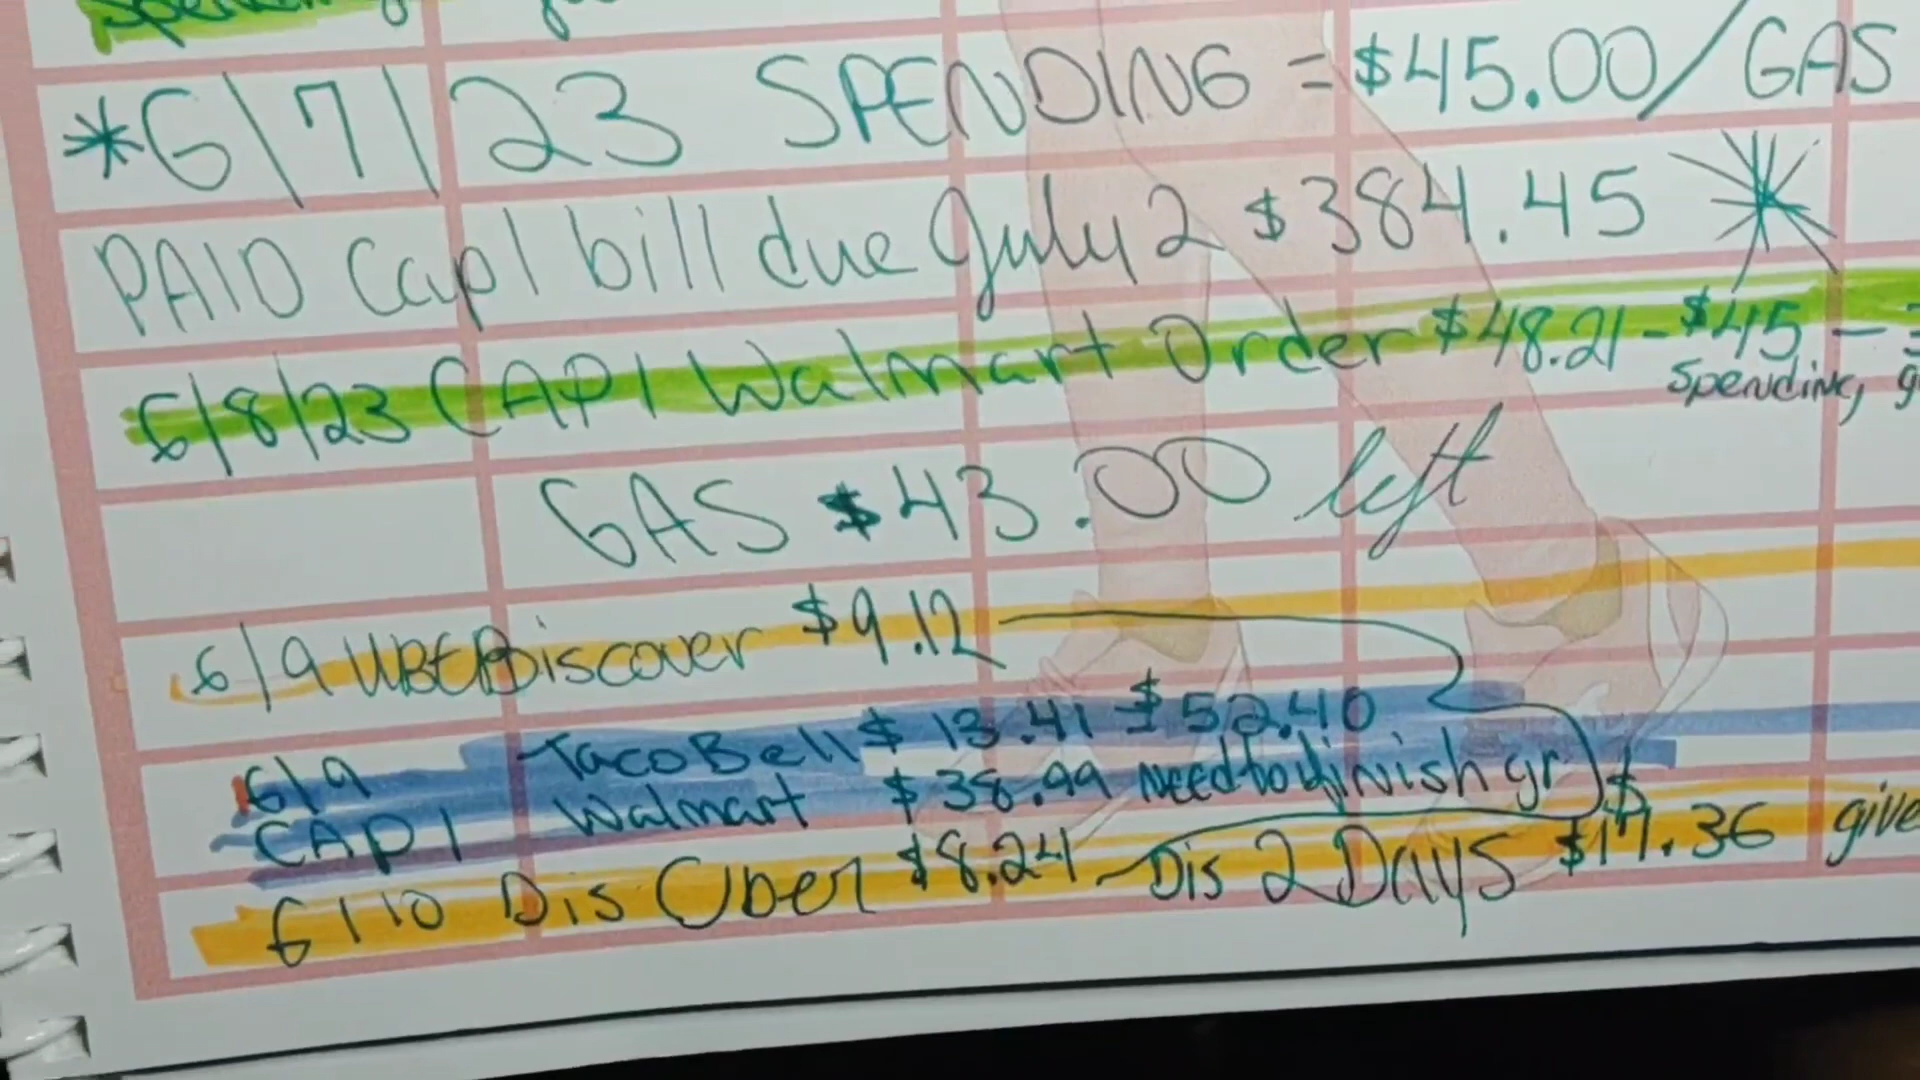 *6/7/23 SPENDING = $45.00/GAS
PAID Cap1 bill due July 2 $384.45
6/8/23 CAP1 Walmart Order $48.21 - $45 -
Spending
GAS $43.00 left
6/9 Discover $9.12
6/9 Taco Bell $13.41 $52.40
CAP1 Walmart $38.99 need to finish gr
6/10 Dis Uber $8.24 - Dis 2 Days $17.36 give